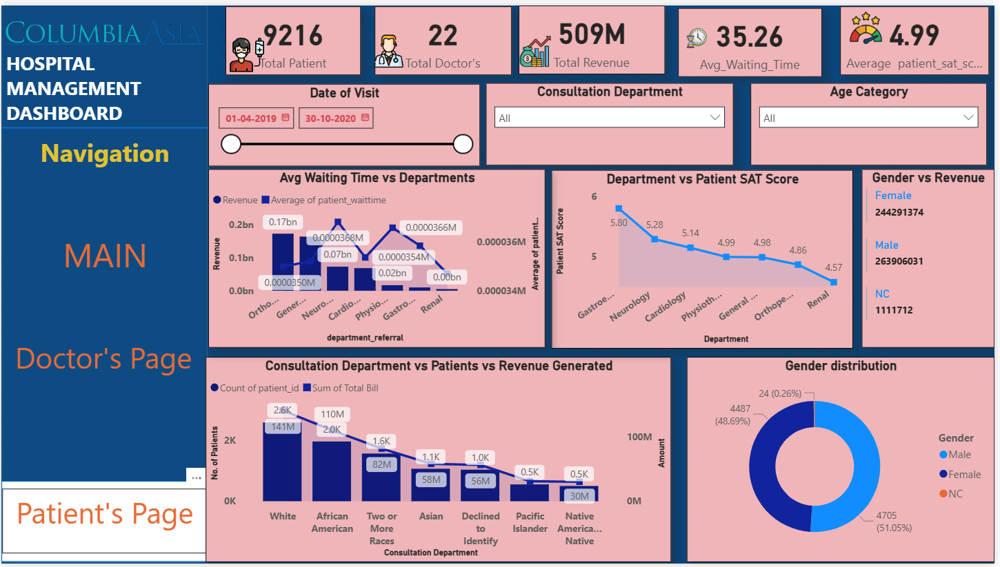 COLUMBIA ASIA
HOSPITAL
MANAGEMENT
DASHBOARD
9216
Total Patient
22
Total Doctor's
509M
Total Revenue
35.26
Avg_Waiting_Time
4.99
Average patient_sat_sc...
Date of Visit
01-04-2019
30-10-2020
Consultation Department
All
Age Category
All
Navigation
MAIN
Doctor's Page
...
Patient's Page
Avg Waiting Time vs Departments
Revenue
Average of patient_waittime
0.2bn
0.1bn
0.0bn
Revenue
0.17bn
0.0000368M
0.07bn
0.0000350M
0.0000366M
0.0000354M
0.02bn
0.00bn
0.000036M
0.000034M
Average of patient...
Ortho...
Gener...
Neuro...
Cardio...
Physio...
Gastro...
Renal
department_referral
Department vs Patient SAT Score
Patient SAT Score
6
5
5.80
5.28
5.14
4.99
4.98
4.86
4.57
Gastroe...
Neurology
Cardiology
Physioth...
General ...
Orthope...
Renal
Department
Gender vs Revenue
Female
244291374
Male
263906031
NC
1111712
Consultation Department vs Patients vs Revenue Generated
Count of patient_id
Sum of Total Bill
No. of Patients
2K
0K
2.6K
141M
110M
2.0K
1.6K
82M
1.1K
58M
1.0K
56M
0.5K
0.5K
30M
100M
0M
Amount
White
African
American
Two or
More
Races
Asian
Declined
to
Identify
Pacific
Islander
Native
America...
Native
Consultation Department
Gender distribution
24 (0.26%)
4487
(48.69%)
4705
(51.05%)
Gender
Male
Female
NC